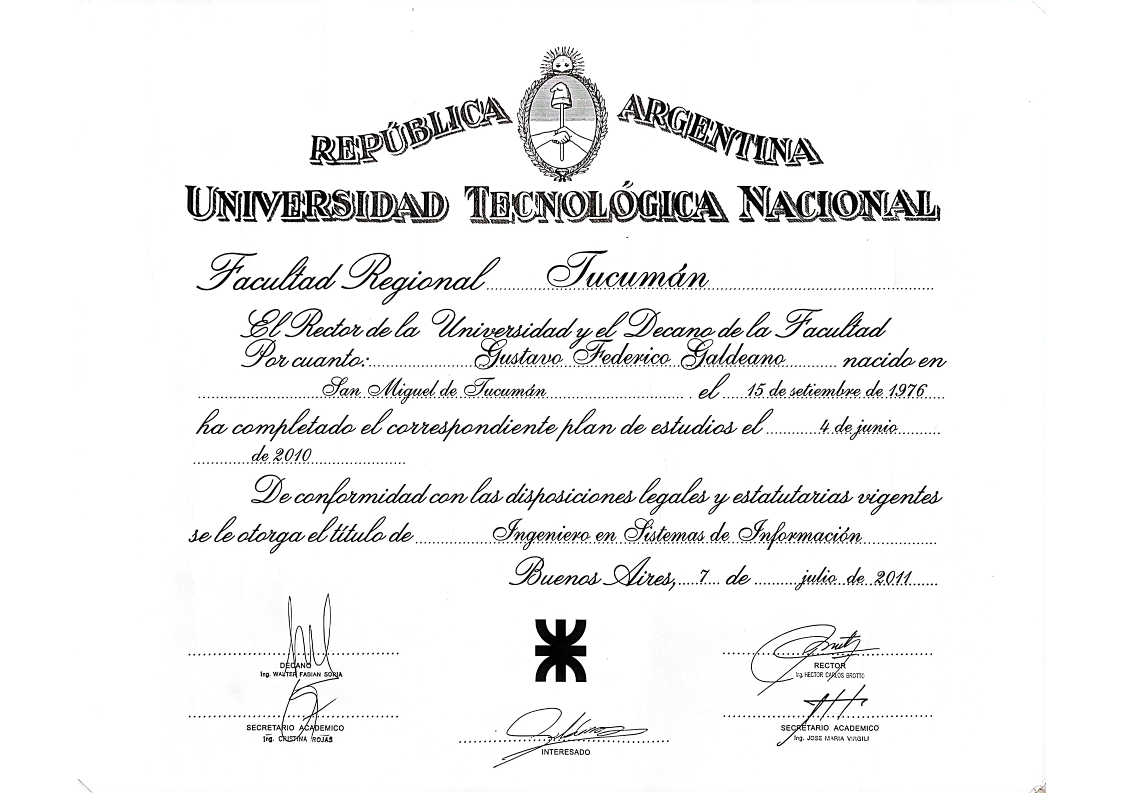 REPÚBLICA ARGENTINA
UNIVERSIDAD TECNOLÓGICA NACIONAL
Facultad Regional Tucumán
El Rector de la Universidad y el Decano de la Facultad
Por cuanto: Gustavo Federico Galdeano nacido en
San Miguel de Tucumán el 15 de setiembre de 1976
ha completado el correspondiente plan de estudios el 4 de junio
de 2010
De conformidad con las disposiciones legales y estatutarias vigentes
se le otorga el título de Ingeniero en Sistemas de Información
Buenos Aires, 7 de julio de 2011
DECANO
Ing. WALTER FABIAN SORIA
RECTOR
Ing. HECTOR CARLOS BROTTO
SECRETARIO ACADEMICO
Ing. CRISTINA ROJAS
SECRETARIO ACADEMICO
Ing. JOSE MARIA VIRGILI
INTERESADO